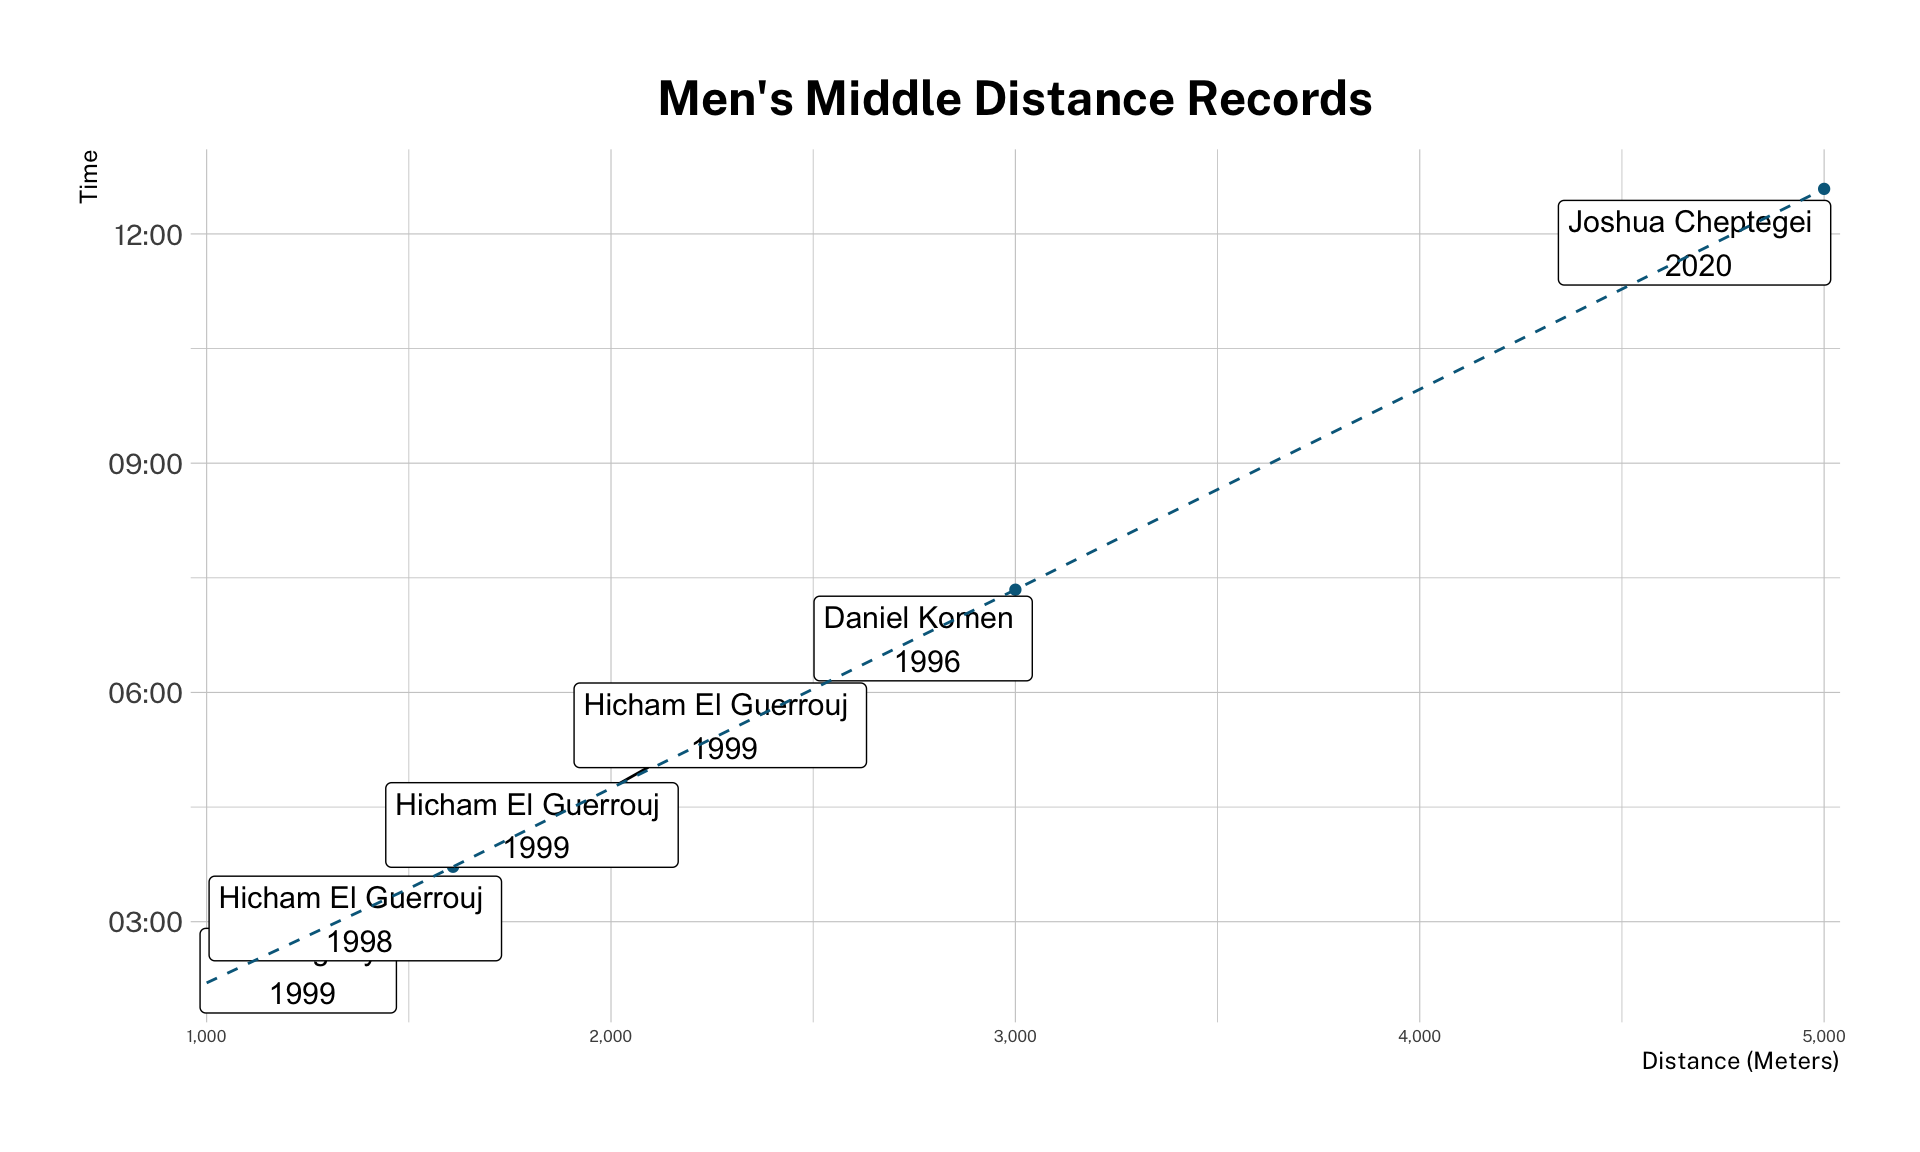 Men's Middle Distance Records
Time
12:00
09:00
06:00
03:00
Joshua Cheptegei
2020
Daniel Komen
1996
Hicham El Guerrouj
1999
Hicham El Guerrouj
1999
Hicham El Guerrouj
1998
1999
1,000
2,000
3,000
4,000
5,000
Distance (Meters)